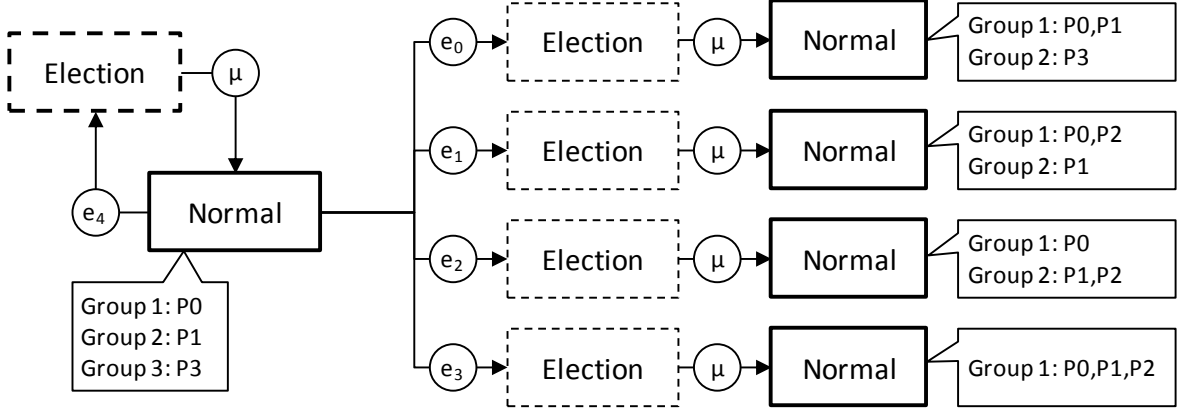 Election
μ
e4
Normal
Group 1: P0
Group 2: P1
Group 3: P3
e0
Election
μ
Normal
Group 1: P0,P1
Group 2: P3
e1
Election
μ
Normal
Group 1: P0,P2
Group 2: P1
e2
Election
μ
Normal
Group 1: P0
Group 2: P1,P2
e3
Election
μ
Normal
Group 1: P0,P1,P2